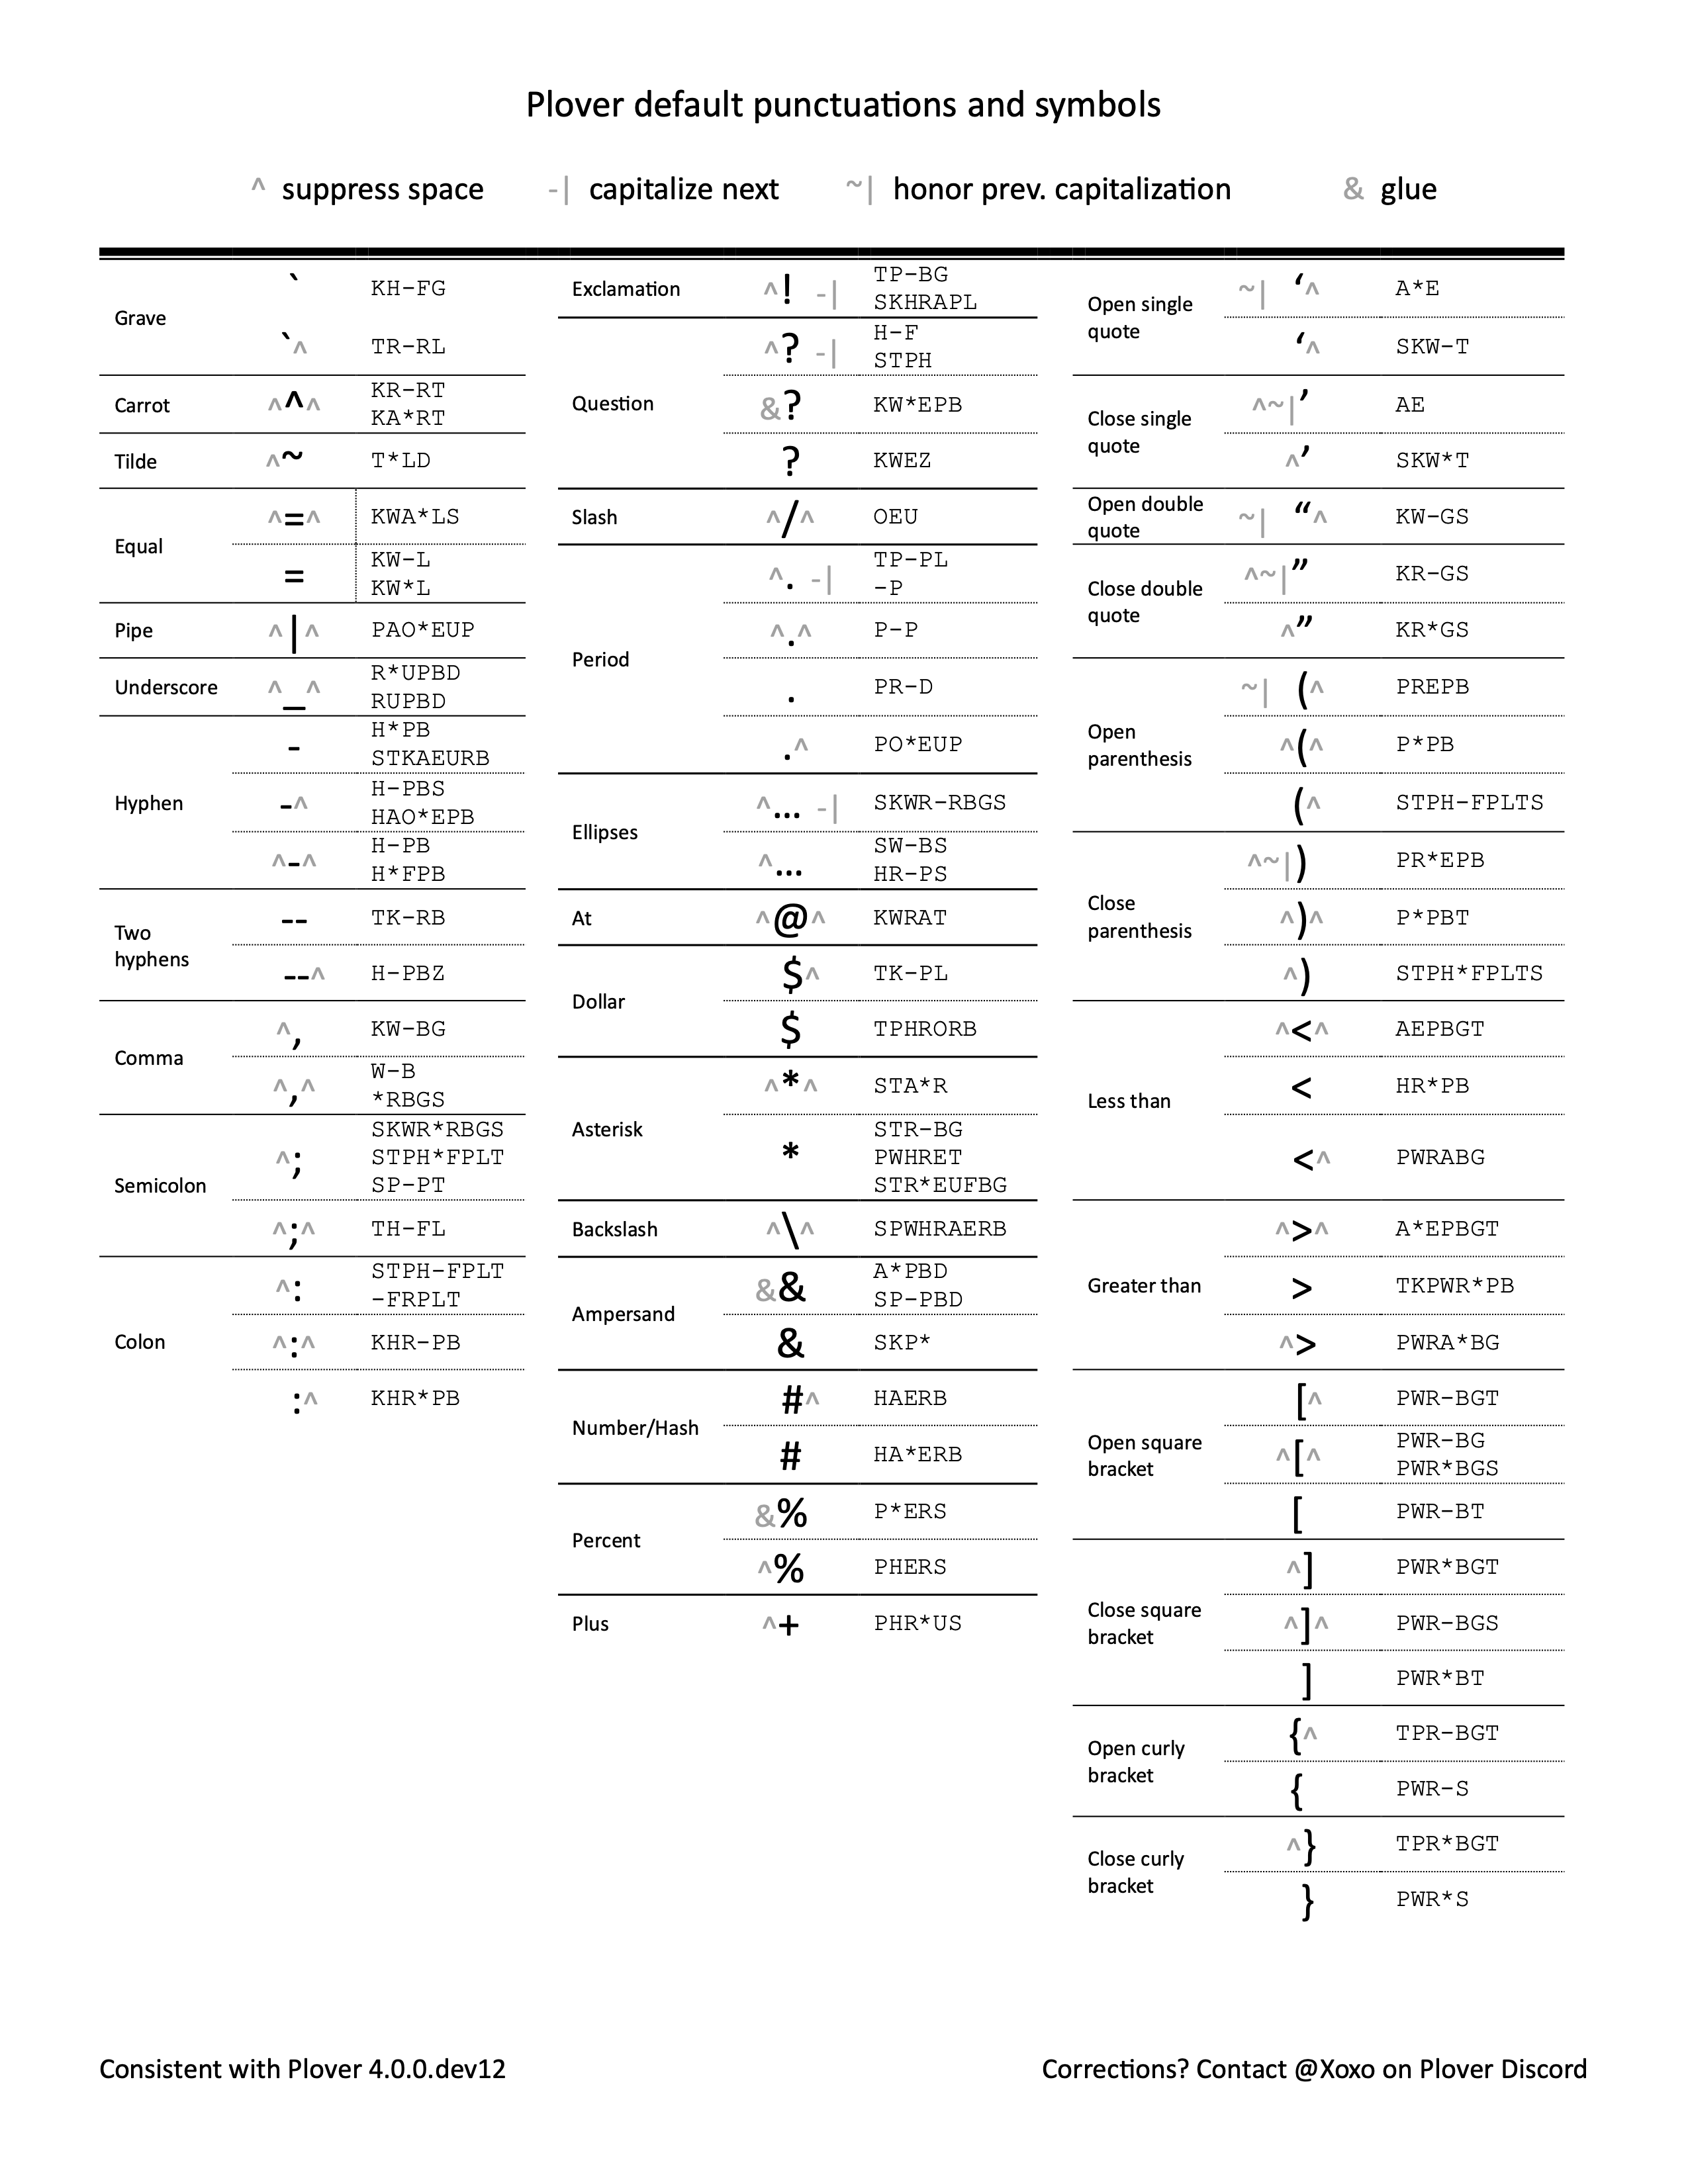 Plover default punctuations and symbols
^ suppress space -| capitalize next ~| honor prev. capitalization & glue
Grave
` KH-FG
`^ TR-RL
Carrot
^^^ KR-RT
KA*RT
Tilde
^~ T*LD
Equal
^=^ KWA*LS
= KW-L
KW*L
Pipe
^|^ PAO*EUP
Underscore
^_^ R*UPBD
RUPBD
Hyphen
- H*PB
STKAEURB
-^ H-PBS
HAO*EPB
^-^ H-PB
H*FPB
Two
hyphens
-- TK-RB
--^ H-PBZ
Comma
^, KW-BG
^,^ W-B
*RBGS
Semicolon
^; SKWR*RBGS
STPH*FPLT
SP-PT
^;^ TH-FL
Colon
^: STPH-FPLT
-FRPLT
^:^ KHR-PB
:^ KHR*PB
Exclamation
^! -| TP-BG
SKHRAPL
Question
^? -| H-F
STPH
&? KW*EPB
? KWEZ
Slash
^/^ OEU
Period
^. -| TP-PL
-P
^.^ P-P
. PR-D
.^ PO*EUP
Ellipses
^... -| SKWR-RBGS
^... SW-BS
HR-PS
At
^@^ KWRAT
Dollar
$^ TK-PL
$ TPHRORB
Asterisk
^*^ STA*R
* STR-BG
PWHRET
STR*EUFBG
Backslash
^\^ SPWHRAERB
Ampersand
&& A*PBD
SP-PBD
& SKP*
Number/Hash
#^ HAERB
# HA*ERB
Percent
&% P*ERS
^% PHERS
Plus
^+ PHR*US
Open single
quote
~| ‘^ A*E
‘^ SKW-T
Close single
quote
^~|’ AE
^’ SKW*T
Open double
quote
~| “^ KW-GS
Close double
quote
^~|” KR-GS
^” KR*GS
Open
parenthesis
~| (^ PREPB
^(^ P*PB
(^ STPH-FPLTS
Close
parenthesis
^~|) PR*EPB
^)^ P*PBT
^) STPH*FPLTS
Less than
^<^ AEPBGT
< HR*PB
<^ PWRABG
Greater than
^>^ A*EPBGT
> TKPWR*PB
^> PWRA*BG
Open square
bracket
[^ PWR-BGT
^[^ PWR-BG
PWR*BGS
[ PWR-BT
Close square
bracket
^] PWR*BGT
^]^ PWR-BGS
] PWR*BT
Open curly
bracket
{^ TPR-BGT
{ PWR-S
Close curly
bracket
^} TPR*BGT
} PWR*S
Consistent with Plover 4.0.0.dev12
Corrections? Contact @Xoxo on Plover Discord